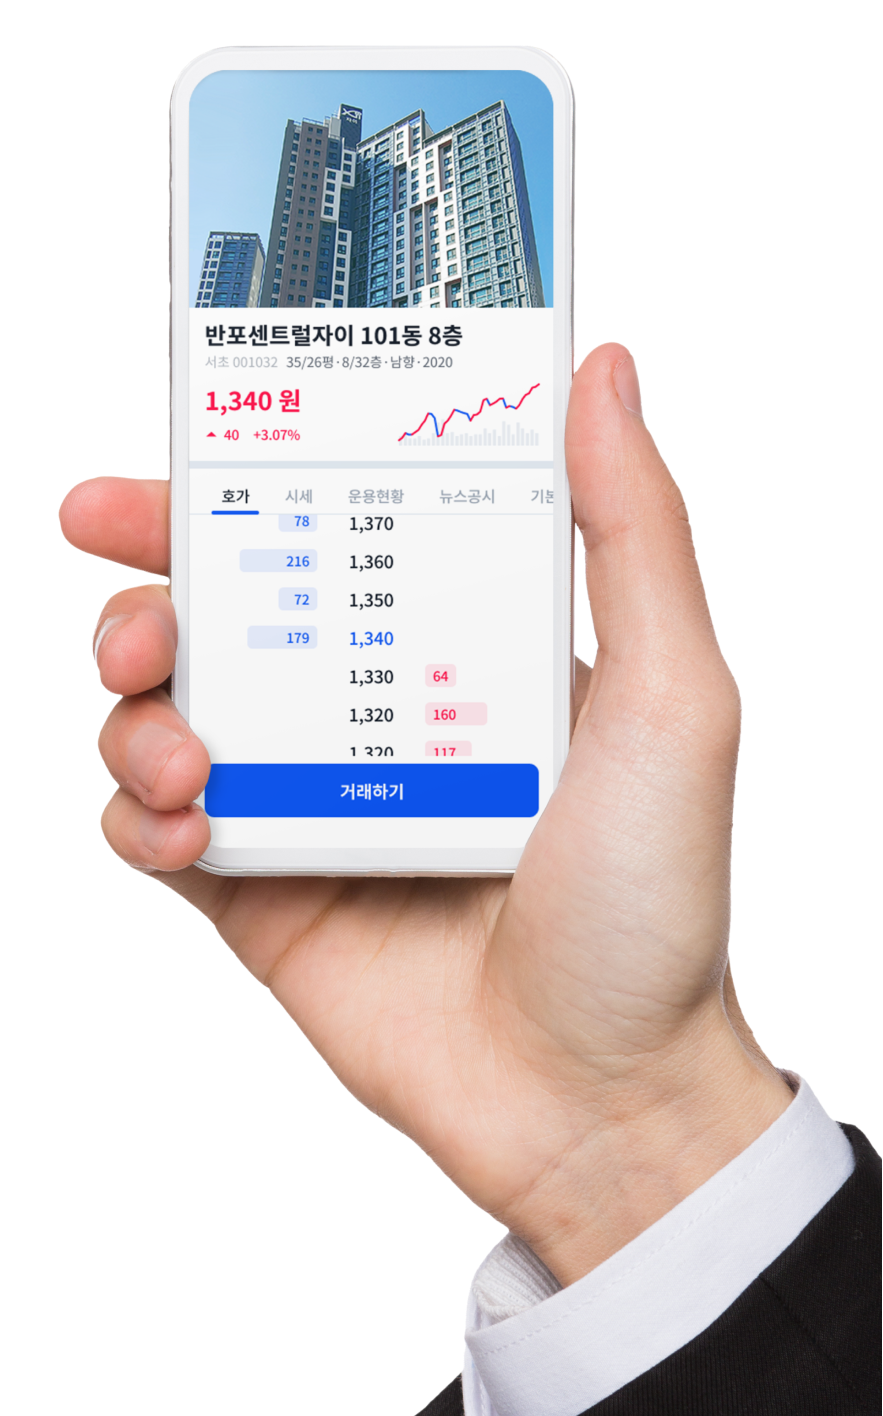 반포센트럴자이 101동 8층
서초 001032 35/26평·8/32층·남향·2020
1,340 원
▲ 40 +3.07%
호가 시세 운용현황 뉴스공시 기본
78 1,370
216 1,360
72 1,350
179 1,340
1,330 64
1,320 160
1,320 117
거래하기